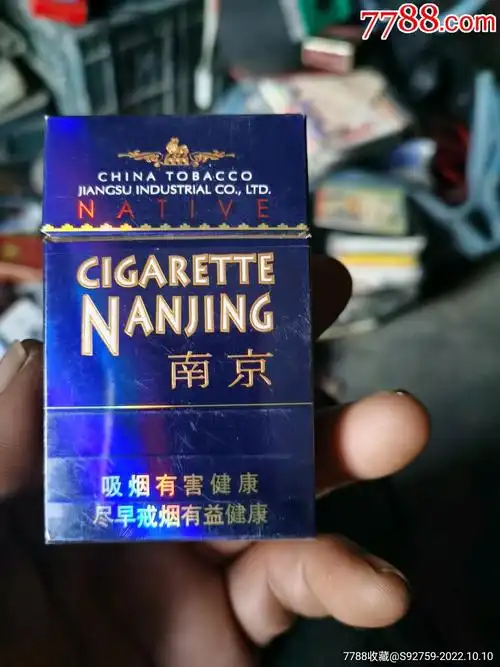 7788.com
CHINA TOBACCO
JIANGSU INDUSTRIAL CO., LTD.
NATIVE
CIGARETTE
NANJING
南京
吸烟有害健康
尽早戒烟有益健康
7788收藏@S92759-2022.10.10